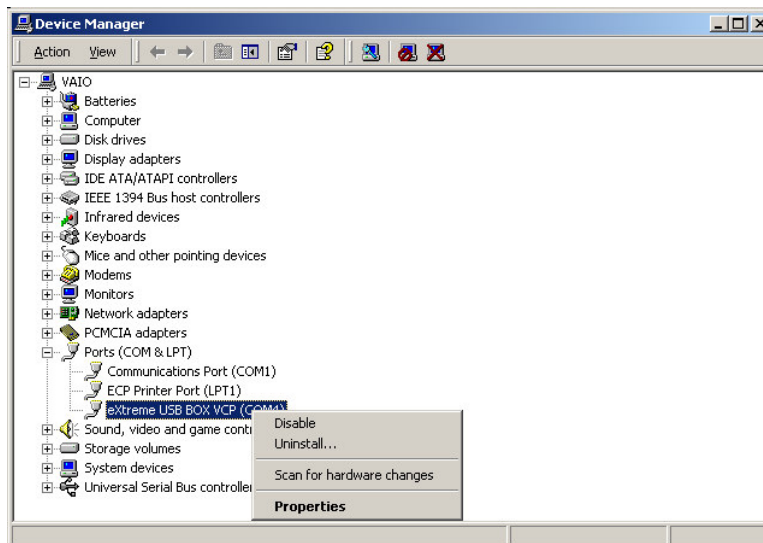 Device Manager
Action View
VAIO
Batteries
Computer
Disk drives
Display adapters
IDE ATA/ATAPI controllers
IEEE 1394 Bus host controllers
Infrared devices
Keyboards
Mice and other pointing devices
Modems
Monitors
Network adapters
PCMCIA adapters
Ports (COM & LPT)
Communications Port (COM1)
ECP Printer Port (LPT1)
eXtreme USB BOX VCP (COM4)
Sound, video and game cont
Storage volumes
System devices
Universal Serial Bus controlle
Disable
Uninstall...
Scan for hardware changes
Properties